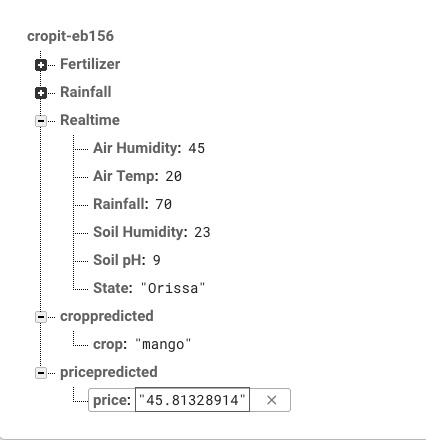 cropit-eb156
Fertilizer
Rainfall
Realtime
Air Humidity: 45
Air Temp: 20
Rainfall: 70
Soil Humidity: 23
Soil pH: 9
State: "Orissa"
croppredicted
crop: "mango"
pricepredicted
price: "45.81328914"